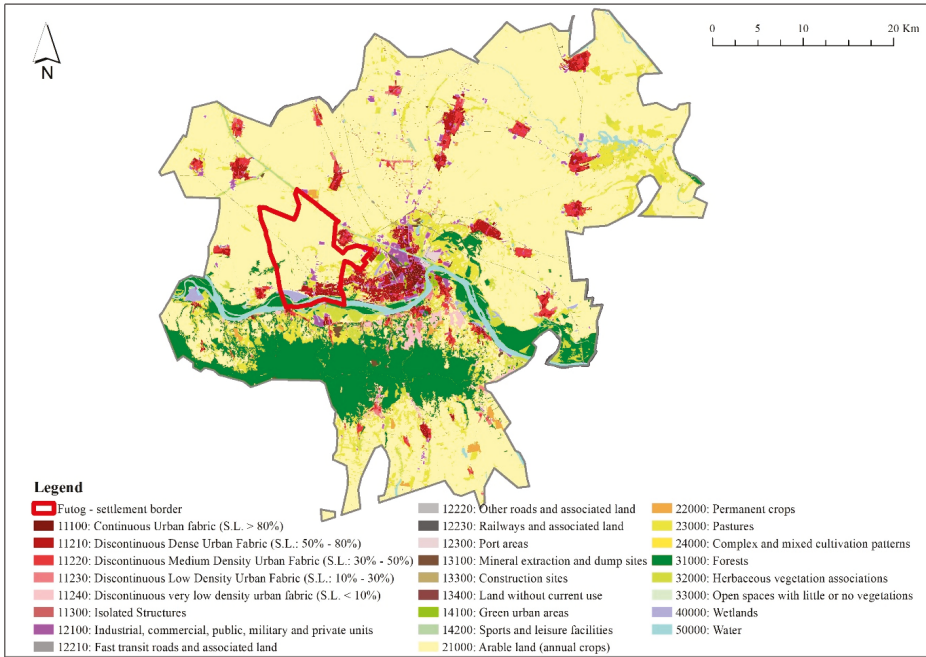 0 5 10 20 Km
N
Legend
Futog - settlement border
11100: Continuous Urban fabric (S.L. > 80%)
11210: Discontinuous Dense Urban Fabric (S.L.: 50% - 80%)
11220: Discontinuous Medium Density Urban Fabric (S.L.: 30% - 50%)
11230: Discontinuous Low Density Urban Fabric (S.L.: 10% - 30%)
11240: Discontinuous very low density urban fabric (S.L. < 10%)
11300: Isolated Structures
12100: Industrial, commercial, public, military and private units
12210: Fast transit roads and associated land
12220: Other roads and associated land
12230: Railways and associated land
12300: Port areas
13100: Mineral extraction and dump sites
13300: Construction sites
13400: Land without current use
14100: Green urban areas
14200: Sports and leisure facilities
21000: Arable land (annual crops)
22000: Permanent crops
23000: Pastures
24000: Complex and mixed cultivation patterns
31000: Forests
32000: Herbaceous vegetation associations
33000: Open spaces with little or no vegetations
40000: Wetlands
50000: Water